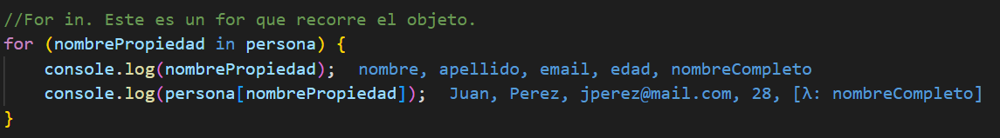 //For in. Este es un for que recorre el objeto.
for (nombrePropiedad in persona) {
    console.log(nombrePropiedad);  nombre, apellido, email, edad, nombreCompleto
    console.log(persona[nombrePropiedad]);  Juan, Perez, jperez@mail.com, 28, [λ: nombreCompleto]
}